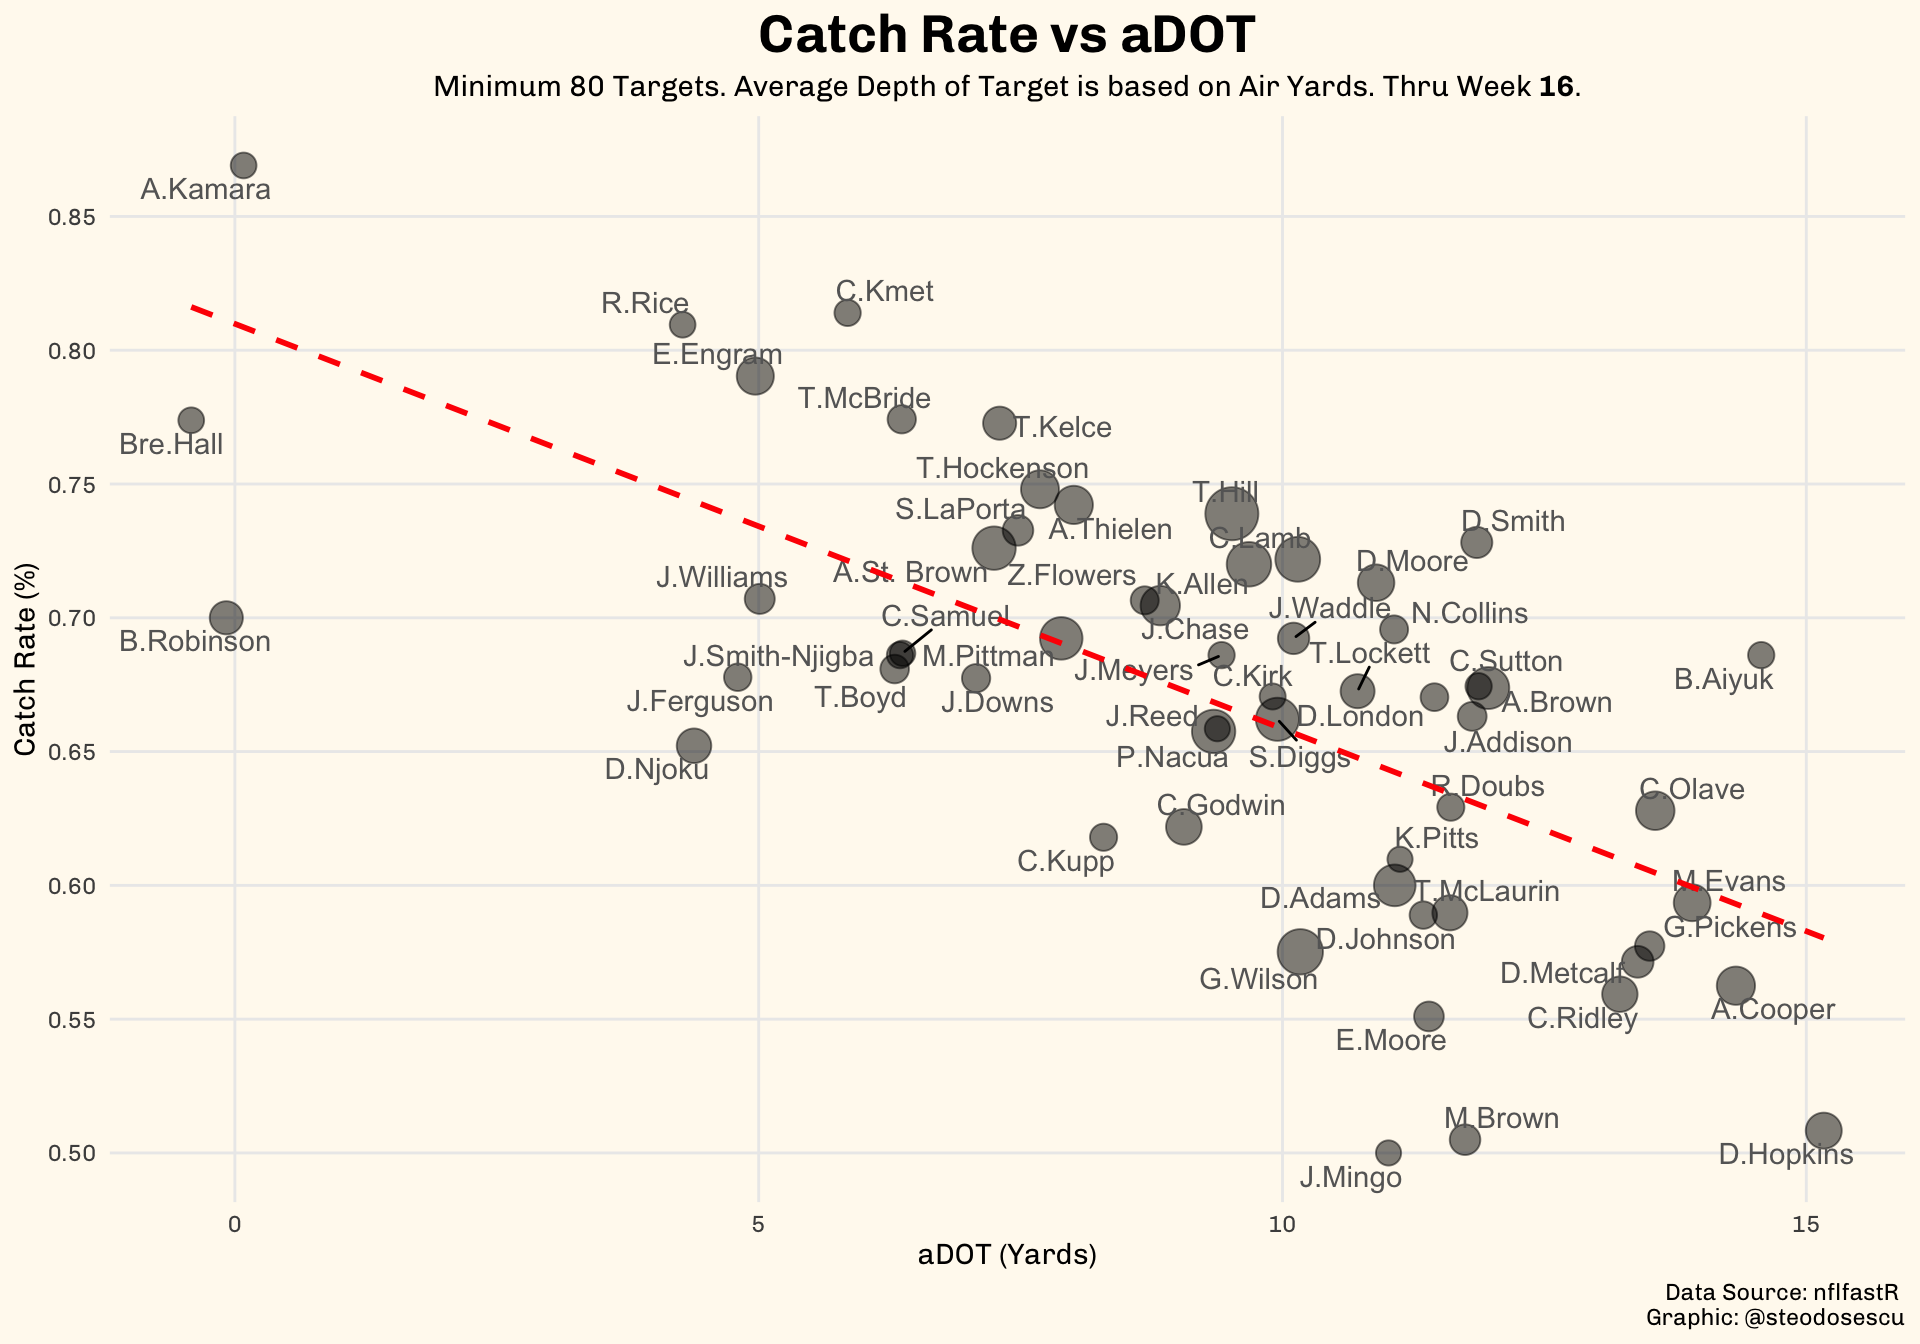 Catch Rate vs aDOT
Minimum 80 Targets. Average Depth of Target is based on Air Yards. Thru Week 16.
A.Kamara
0.85
C.Kmet
R.Rice
0.80
E.Engram
T.McBride
T.Kelce
Bre.Hall
T.Hockenson
0.75
T.Hill
S.LaPorta
D.Smith
A.Thielen
C.Lamb
D.Moore
A.St. Brown
Z.Flowers
J.Williams
K.Allen
J.Waddle
N.Collins
C.Samuel
0.70
J.Chase
B.Robinson
J.Smith-Njigba
M.Pittman
T.Lockett
C.Sutton
J.Meyers
C.Kirk
B.Aiyuk
T.Boyd
J.Downs
J.Ferguson
A.Brown
J.Reed
D.London
J.Addison
0.65
P.Nacua
S.Diggs
D.Njoku
R.Doubs
C.Olave
C.Godwin
K.Pitts
C.Kupp
0.60
M.Evans
T.McLaurin
D.Adams
G.Pickens
D.Johnson
D.Metcalf
G.Wilson
A.Cooper
C.Ridley
0.55
E.Moore
M.Brown
0.50
D.Hopkins
J.Mingo
Catch Rate (%)
0
5
10
15
aDOT (Yards)
Data Source: nflfastR
Graphic: @steodosescu